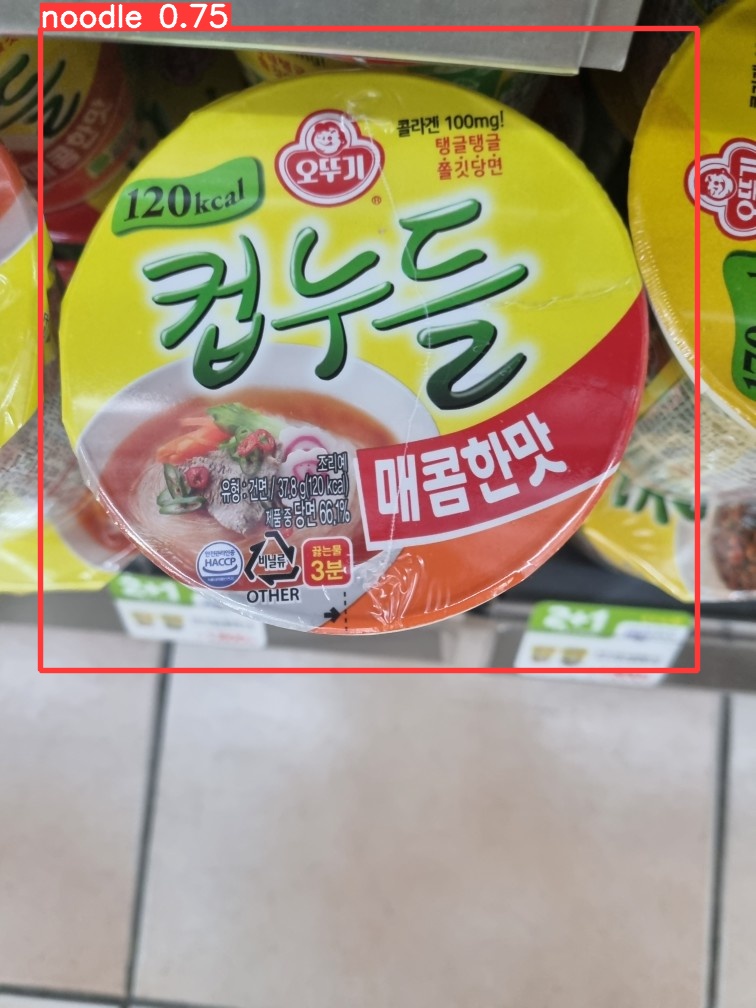 noodle 0.75
콜라겐 100mg!
탱글탱글
쫄깃당면
오뚜기
®
120kcal
컵누들
매콤한맛
조리예
유형 : 건면 / 37.8 g(120 kcal)
제품 중 당면 66.1%
HACCP
비닐류
OTHER
끓는물
3분
2+1
2+1
한맛